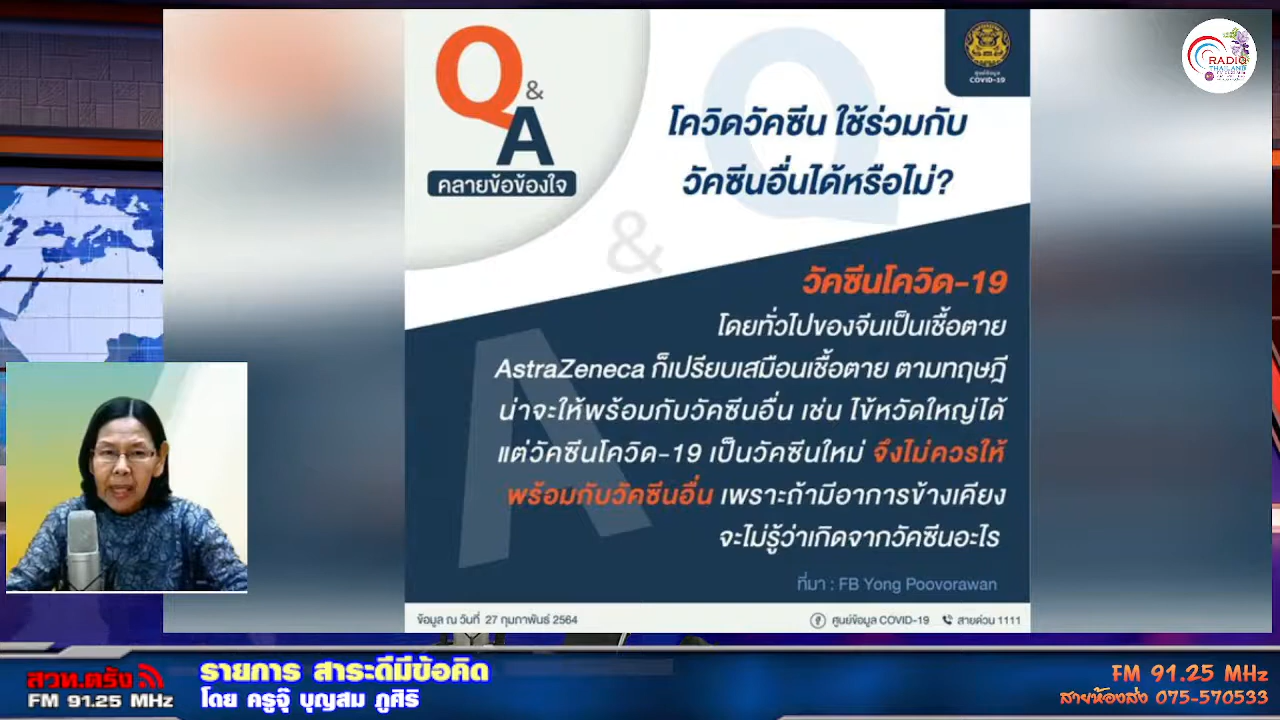 Q&A
คลายข้อข้องใจ
ศูนย์ข้อมูล
COVID-19
RADIO
THAILAND
โควิดวัคซีน ใช้ร่วมกับ
วัคซีนอื่นได้หรือไม่?
&
วัคซีนโควิด-19
โดยทั่วไปของจีนเป็นเชื้อตาย
AstraZeneca ก็เปรียบเสมือนเชื้อตาย ตามทฤษฎี
น่าจะให้พร้อมกับวัคซีนอื่น เช่น ไข้หวัดใหญ่ได้
แต่วัคซีนโควิด-19 เป็นวัคซีนใหม่ จึงไม่ควรให้
พร้อมกับวัคซีนอื่น เพราะถ้ามีอาการข้างเคียง
จะไม่รู้ว่าเกิดจากวัคซีนอะไร
ที่มา : FB Yong Poovorawan
ข้อมูล ณ วันที่ 27 กุมภาพันธ์ 2564
ศูนย์ข้อมูล COVID-19 สายด่วน 1111
สวท.ตรัง
FM 91.25 MHz
รายการ สาระดีมีข้อคิด
โดย ครูจุ๊ บุญสม ภูศิริ
FM 91.25 MHz
สายห้องส่ง 075-570533